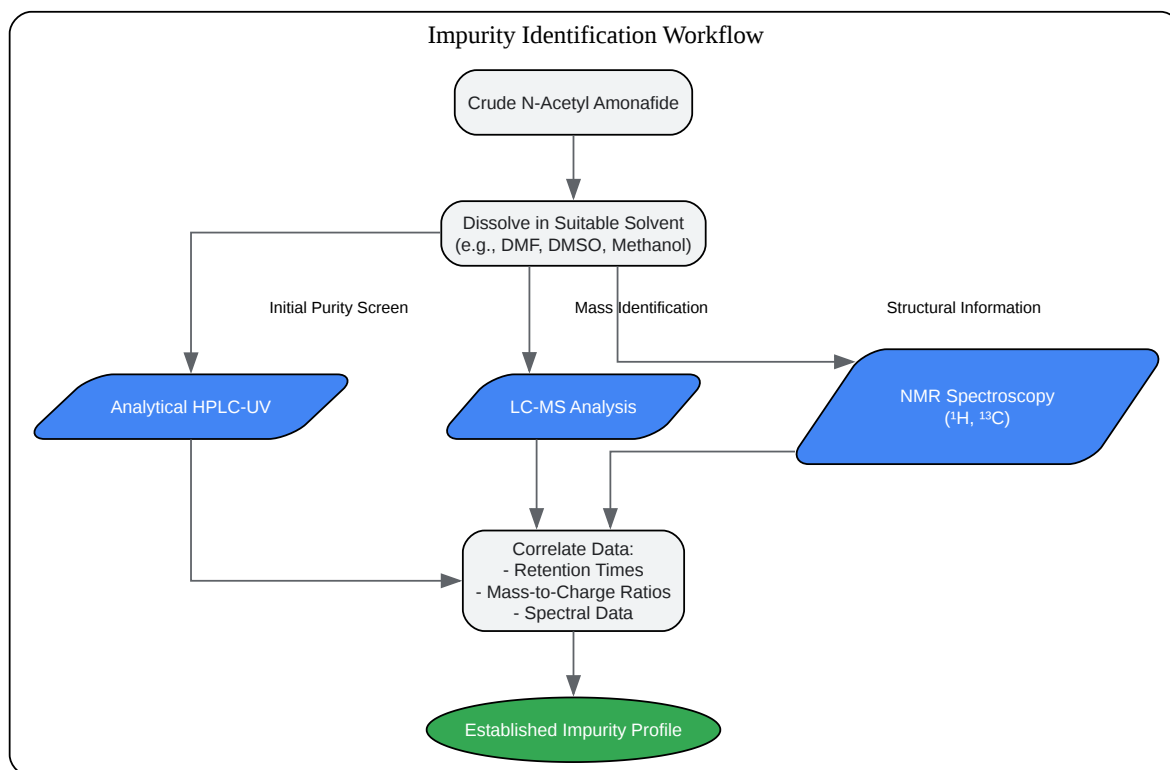 Impurity Identification Workflow
Crude N-Acetyl Amonafide
Dissolve in Suitable Solvent
(e.g., DMF, DMSO, Methanol)
Initial Purity Screen
Mass Identification
Structural Information
Analytical HPLC-UV
LC-MS Analysis
NMR Spectroscopy
(¹H, ¹³C)
Correlate Data:
- Retention Times
- Mass-to-Charge Ratios
- Spectral Data
Established Impurity Profile